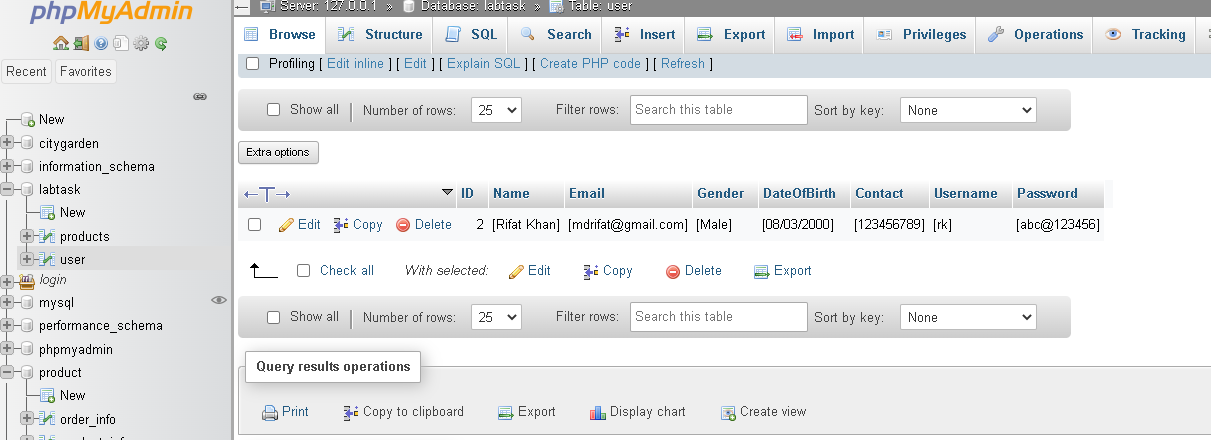 phpMyAdmin
Recent Favorites
New
citygarden
information_schema
labtask
New
products
user
login
mysql
performance_schema
phpmyadmin
product
New
order_info
Server: 127.0.0.1 » Database: labtask » Table: user
Browse Structure SQL Search Insert Export Import Privileges Operations Tracking
Profiling [ Edit inline ] [ Edit ] [ Explain SQL ] [ Create PHP code ] [ Refresh ]
Show all | Number of rows: 25 Filter rows: Search this table Sort by key: None
Extra options
←T→ ID Name Email Gender DateOfBirth Contact Username Password
Edit Copy Delete 2 [Rifat Khan] [mdrifat@gmail.com] [Male] [08/03/2000] [123456789] [rk] [abc@123456]
Check all With selected: Edit Copy Delete Export
Show all | Number of rows: 25 Filter rows: Search this table Sort by key: None
Query results operations
Print Copy to clipboard Export Display chart Create view